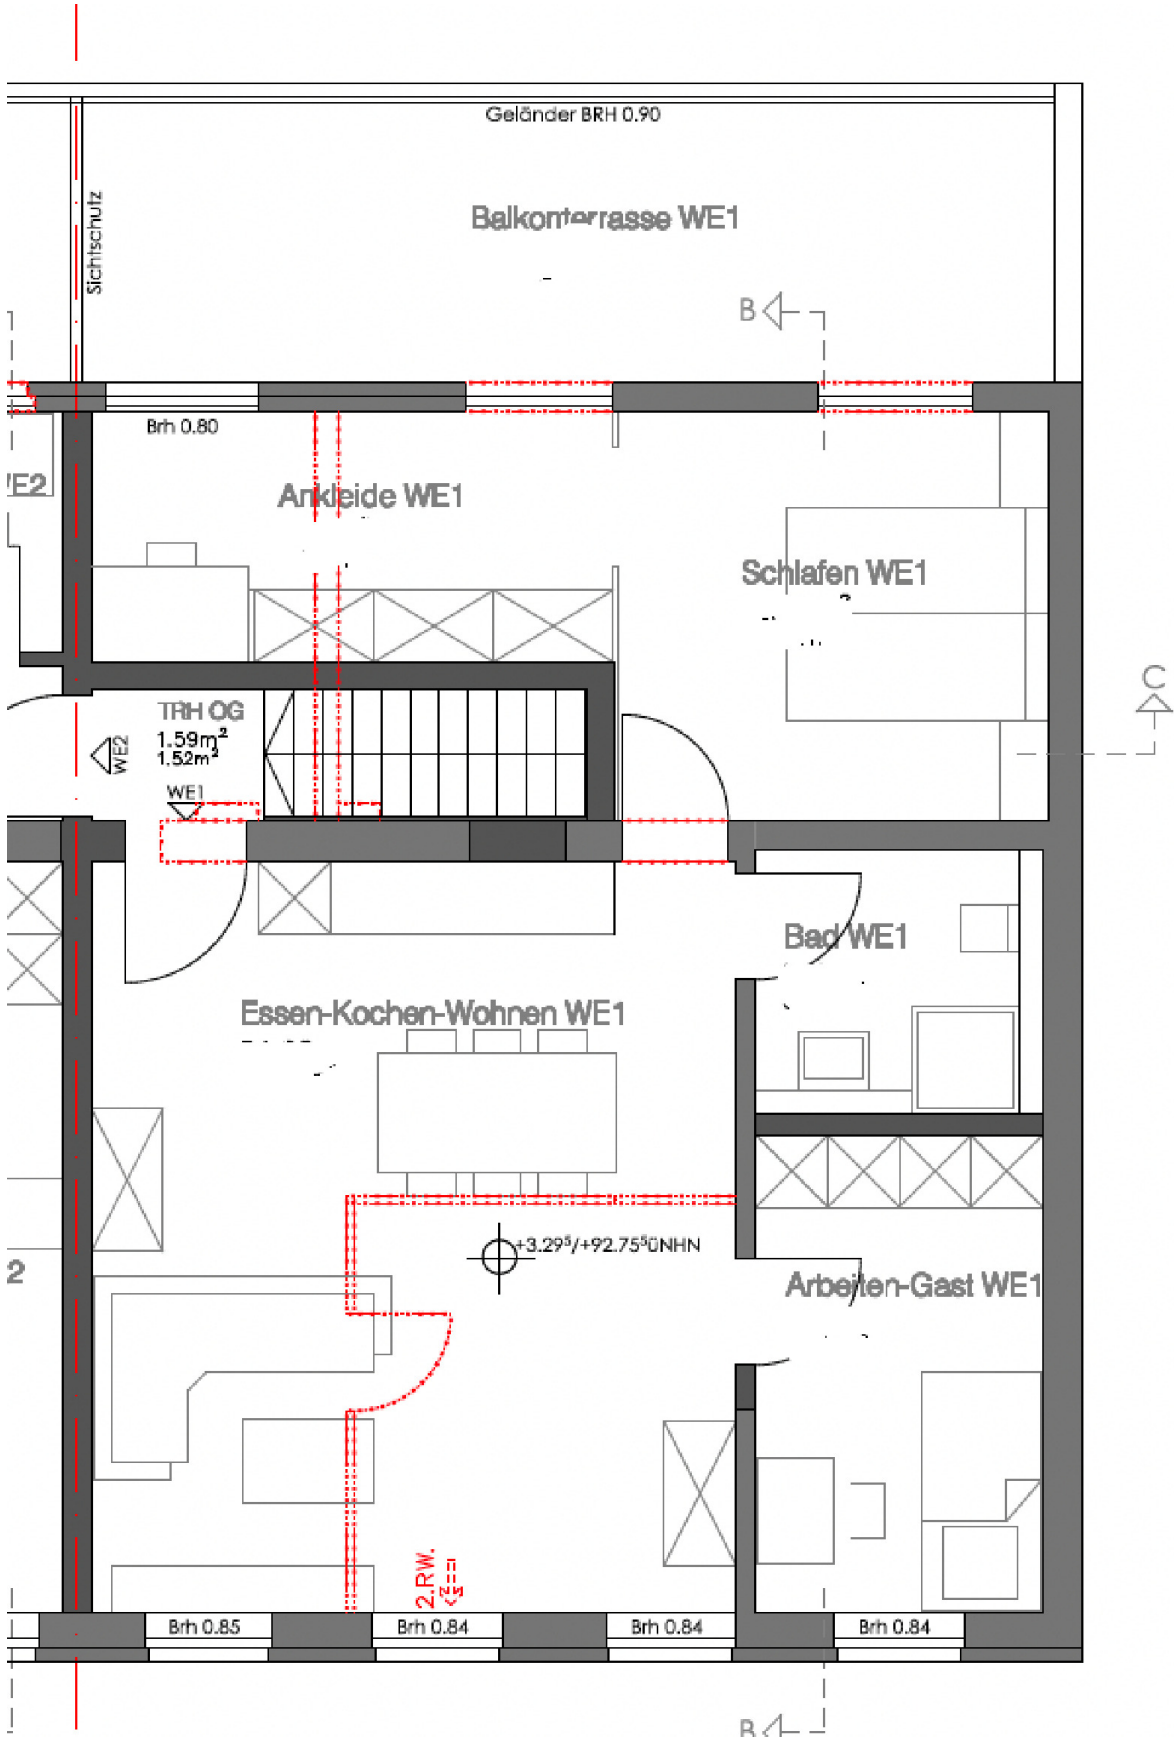 Geländer BRH 0.90
Sichtschutz
Balkonterrasse WE1
B
Brh 0.80
Ankleide WE1
Schlafen WE1
C
TRH OG
1.59m²
1.52m²
WE2
WE1
Bad WE1
Essen-Kochen-Wohnen WE1
+3.29⁵/+92.75⁵üNHN
Arbeiten-Gast WE1
2
2.RW.
Brh 0.85
Brh 0.84
Brh 0.84
Brh 0.84
B